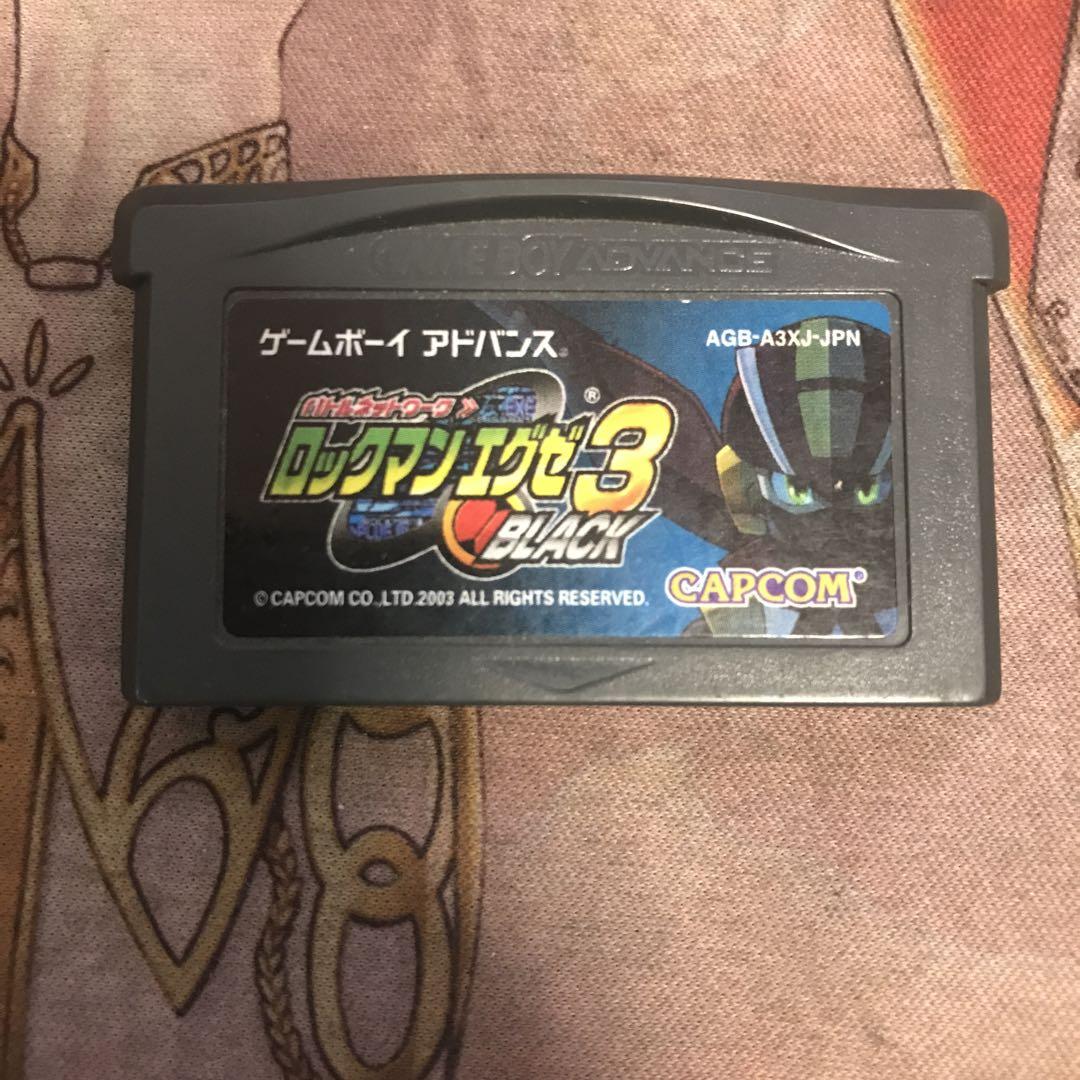 GAME BOY ADVANCE
ゲームボーイ アドバンス®
AGB-A3XJ-JPN
バトルネットワーク
ロックマン エグゼ3®
BLACK
© CAPCOM CO.,LTD.2003 ALL RIGHTS RESERVED.
CAPCOM®